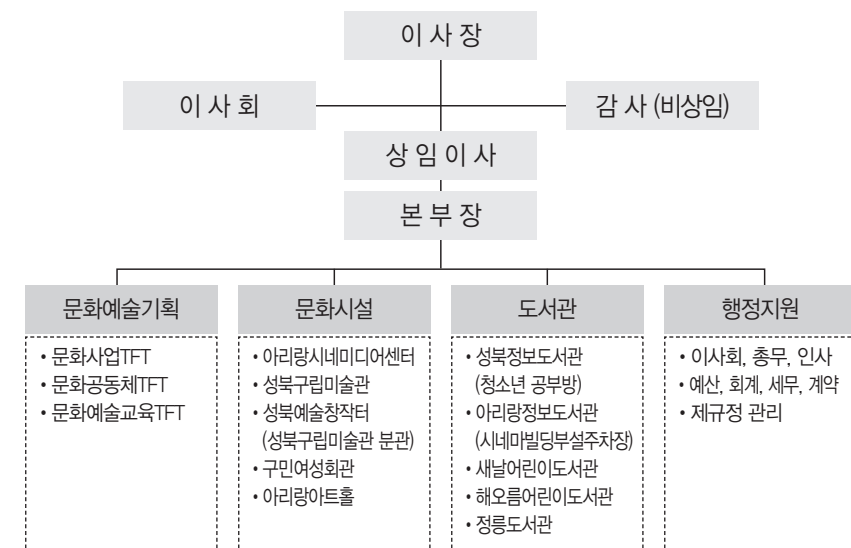 이 사 장
이 사 회
감 사 (비상임)
상 임 이 사
본 부 장
문화예술기획
• 문화사업TFT
• 문화공동체TFT
• 문화예술교육TFT
문화시설
• 아리랑시네미디어센터
• 성북구립미술관
• 성북예술창작터
(성북구립미술관 분관)
• 구민여성회관
• 아리랑아트홀
도서관
• 성북정보도서관
(청소년 공부방)
• 아리랑정보도서관
(시네마빌딩부설주차장)
• 새날어린이도서관
• 해오름어린이도서관
• 정릉도서관
행정지원
• 이사회, 총무, 인사
• 예산, 회계, 세무, 계약
• 제규정 관리